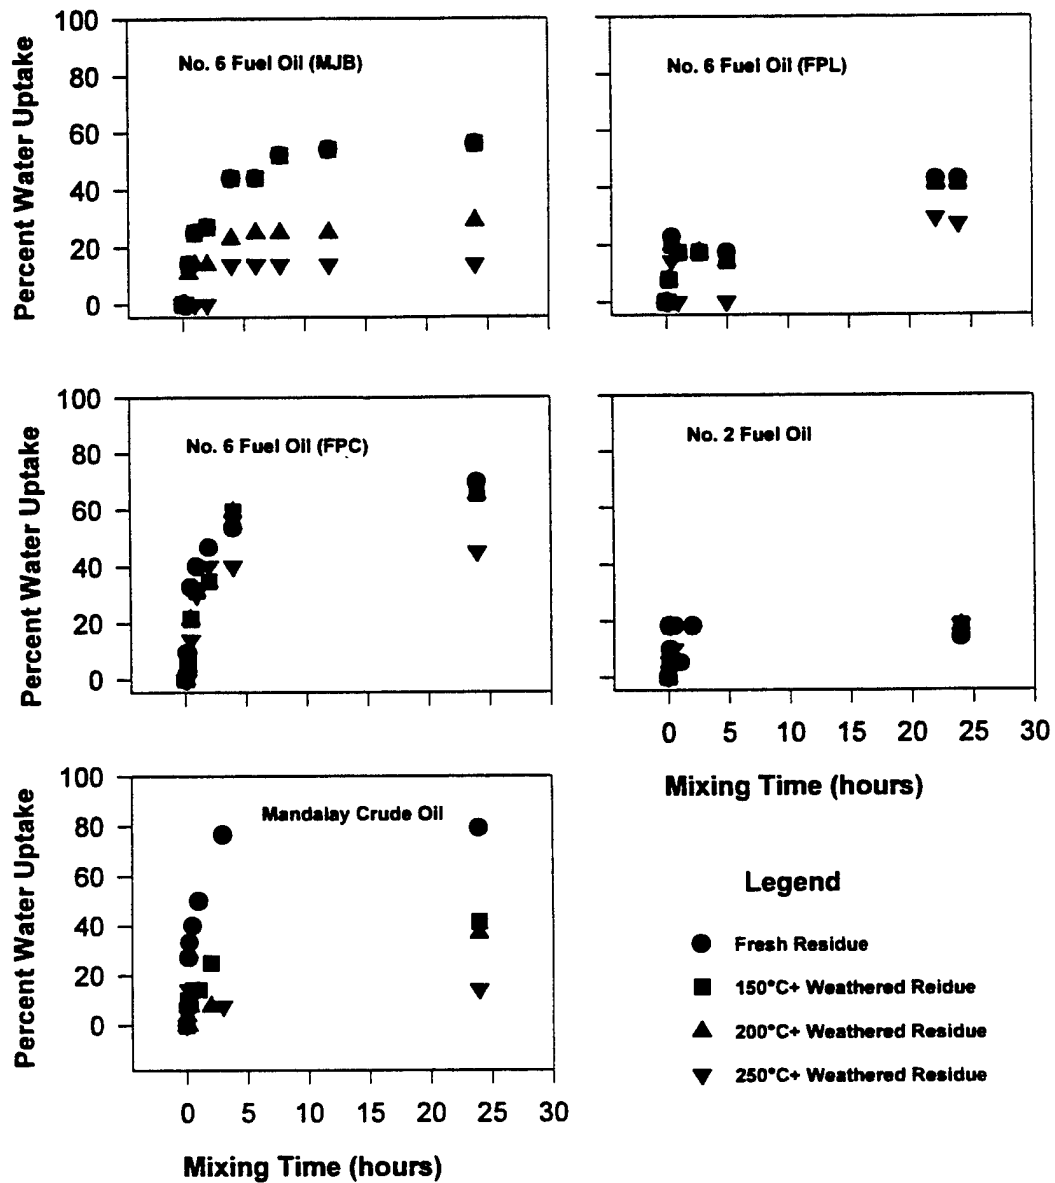 100
80
60
40
20
0
Percent Water Uptake
No. 6 Fuel Oil (MJB)
No. 6 Fuel Oil (FPL)
100
80
60
40
20
0
Percent Water Uptake
No. 6 Fuel Oil (FPC)
No. 2 Fuel Oil
0 5 10 15 20 25 30
Mixing Time (hours)
100
80
60
40
20
0
Percent Water Uptake
Mandalay Crude Oil
0 5 10 15 20 25 30
Mixing Time (hours)
Legend
Fresh Residue
150°C+ Weathered Reidue
200°C+ Weathered Residue
250°C+ Weathered Residue